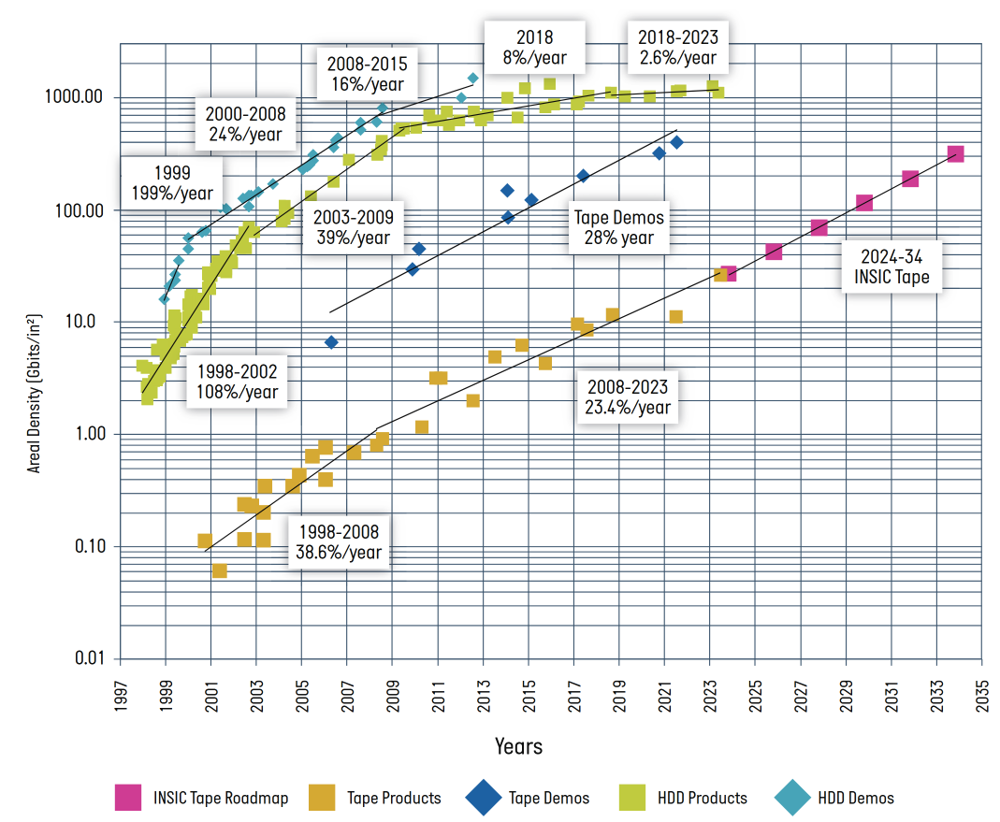 2018
8%/year
2018-2023
2.6%/year
2008-2015
16%/year
1000.00
2000-2008
24%/year
1999
199%/year
100.00
2003-2009
39%/year
Tape Demos
28% year
2024-34
INSIC Tape
10.0
1998-2002
108%/year
2008-2023
23.4%/year
Areal Density (Gbits/in²)
1.00
1998-2008
38.6%/year
0.10
0.01
1997 1999 2001 2003 2005 2007 2009 2011 2013 2015 2017 2019 2021 2023 2025 2027 2029 2031 2033 2035
Years
INSIC Tape Roadmap Tape Products Tape Demos HDD Products HDD Demos